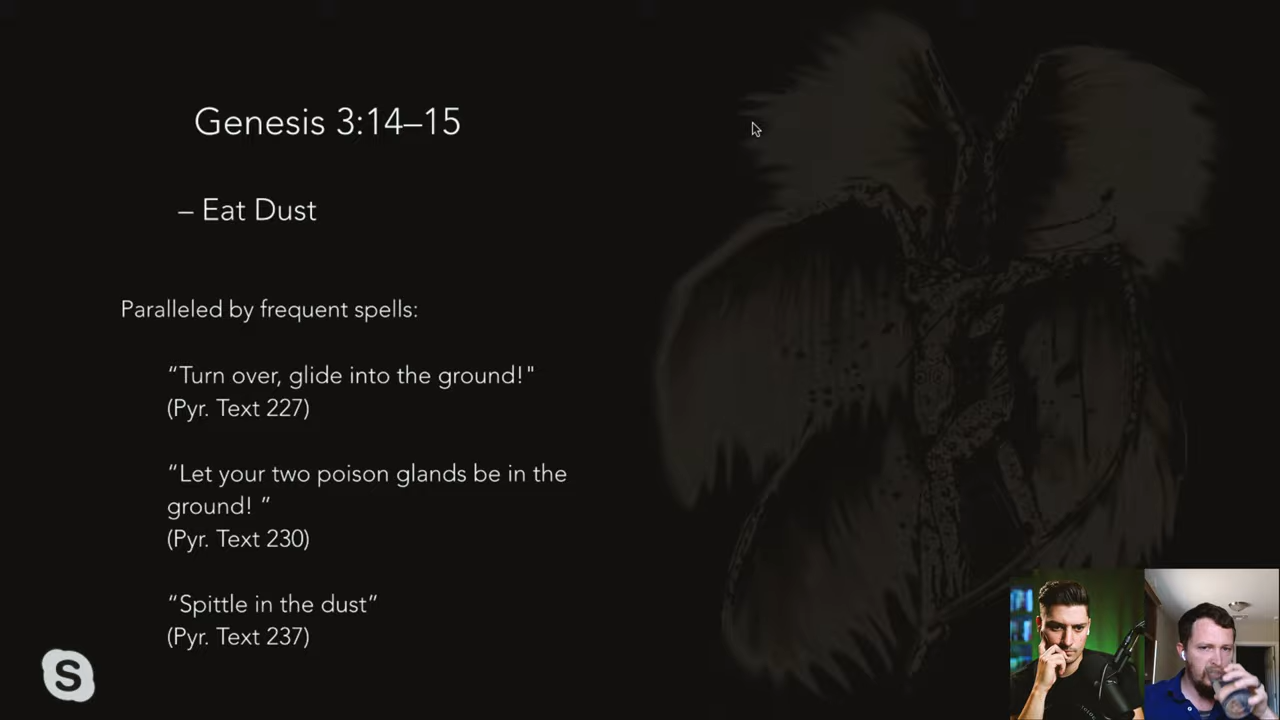 Genesis 3:14–15
– Eat Dust
Paralleled by frequent spells:
“Turn over, glide into the ground!"
(Pyr. Text 227)
“Let your two poison glands be in the
ground! ”
(Pyr. Text 230)
“Spittle in the dust”
(Pyr. Text 237)
S